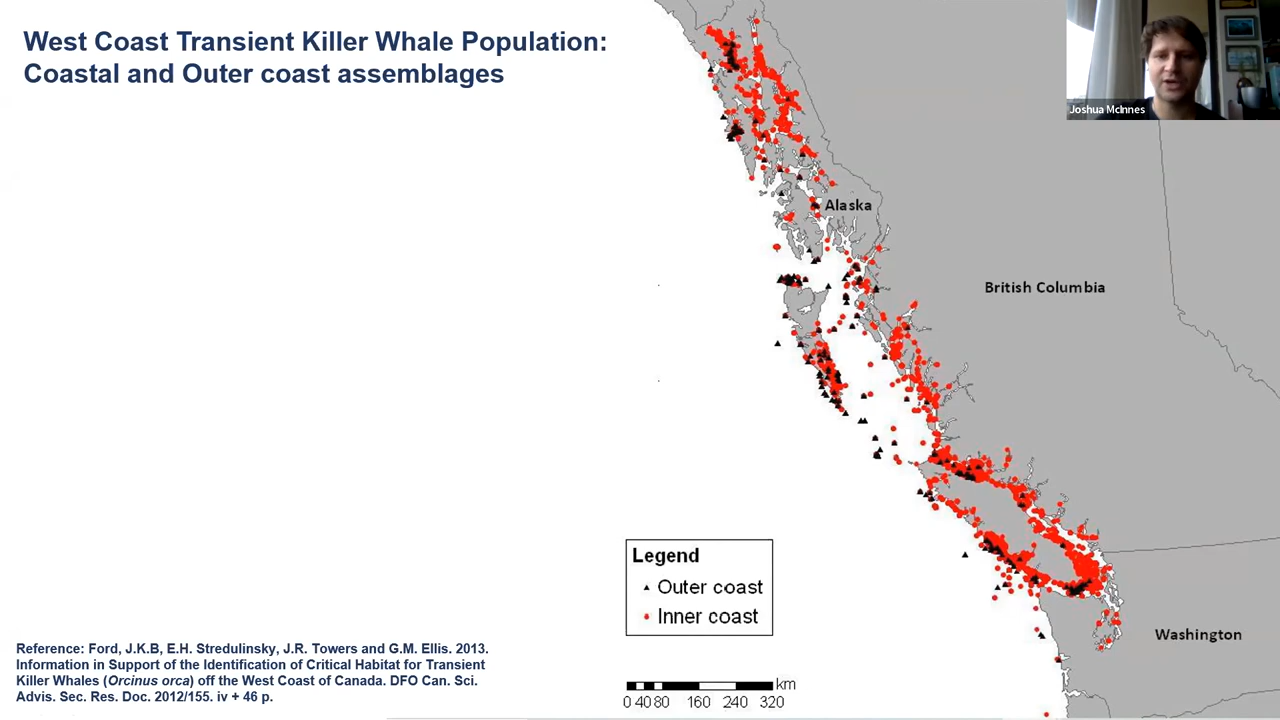 West Coast Transient Killer Whale Population:
Coastal and Outer coast assemblages
Joshua McInnes
Alaska
British Columbia
Legend
Outer coast
Inner coast
Washington
Reference: Ford, J.K.B, E.H. Stredulinsky, J.R. Towers and G.M. Ellis. 2013.
Information in Support of the Identification of Critical Habitat for Transient
Killer Whales (Orcinus orca) off the West Coast of Canada. DFO Can. Sci.
Advis. Sec. Res. Doc. 2012/155. iv + 46 p.
km
0 40 80 160 240 320